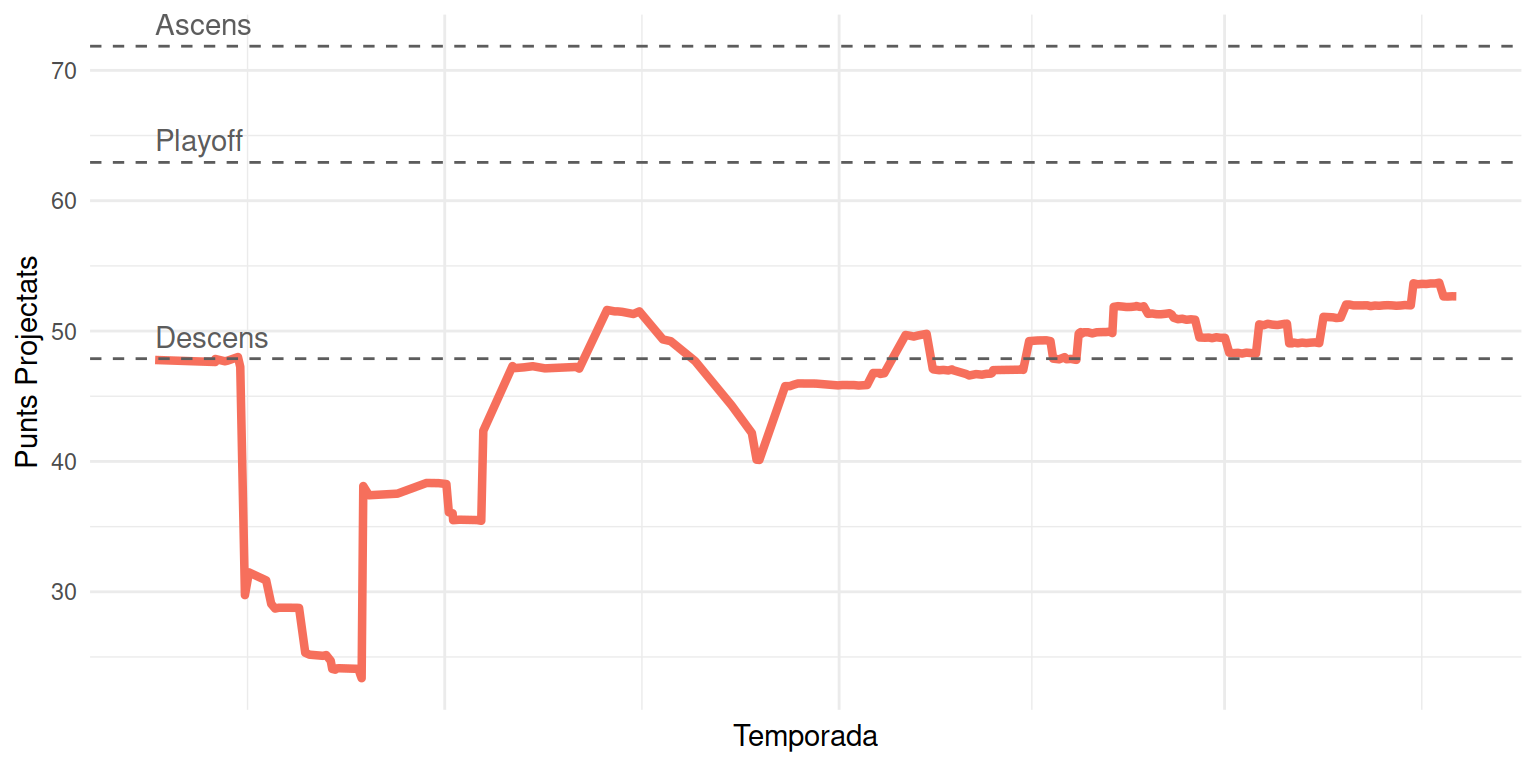 Ascens
70
Playoff
60
Descens
50
40
30
Punts Projectats
Temporada